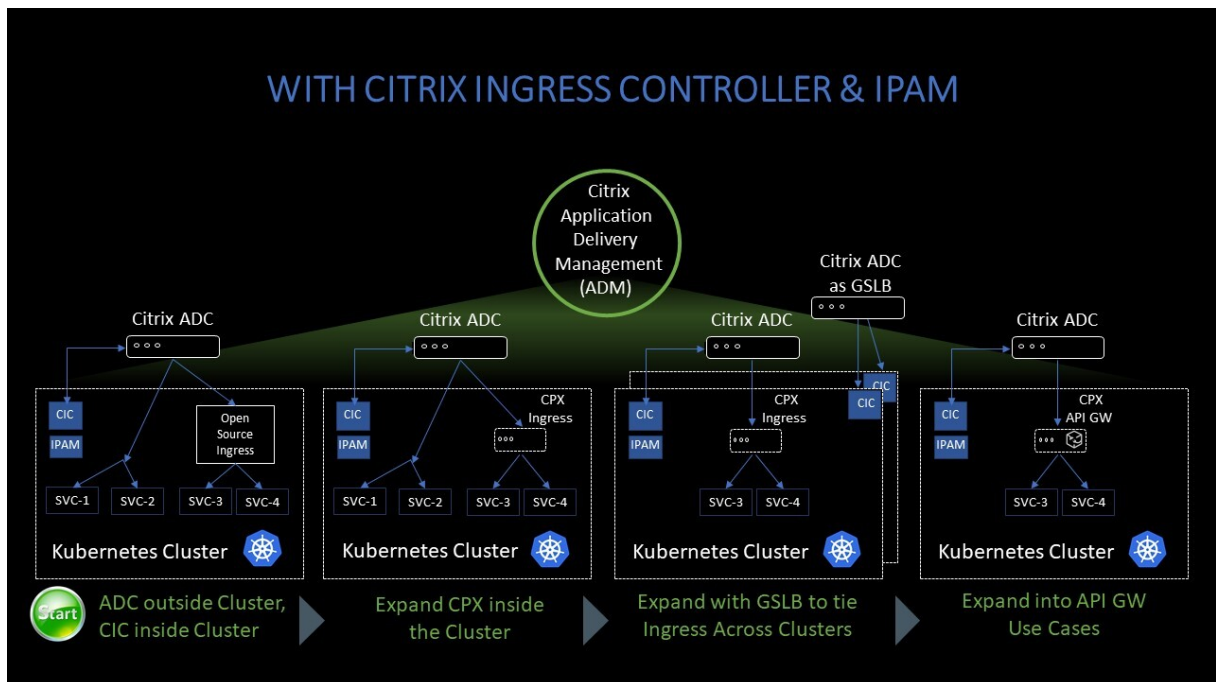 WITH CITRIX INGRESS CONTROLLER & IPAM
Citrix
Application
Delivery
Management
(ADM)
Citrix ADC
as GSLB
Citrix ADC
Citrix ADC
Citrix ADC
Citrix ADC
CIC
IPAM
Open
Source
Ingress
SVC-1
SVC-2
SVC-3
SVC-4
Kubernetes Cluster
CIC
IPAM
CPX
Ingress
SVC-1
SVC-2
SVC-3
SVC-4
Kubernetes Cluster
CIC
IPAM
CPX
Ingress
CIC
CIC
SVC-3
SVC-4
Kubernetes Cluster
CIC
IPAM
CPX
API GW
SVC-3
SVC-4
Kubernetes Cluster
Start
ADC outside Cluster,
CIC inside Cluster
Expand CPX inside
the Cluster
Expand with GSLB to tie
Ingress Across Clusters
Expand into API GW
Use Cases